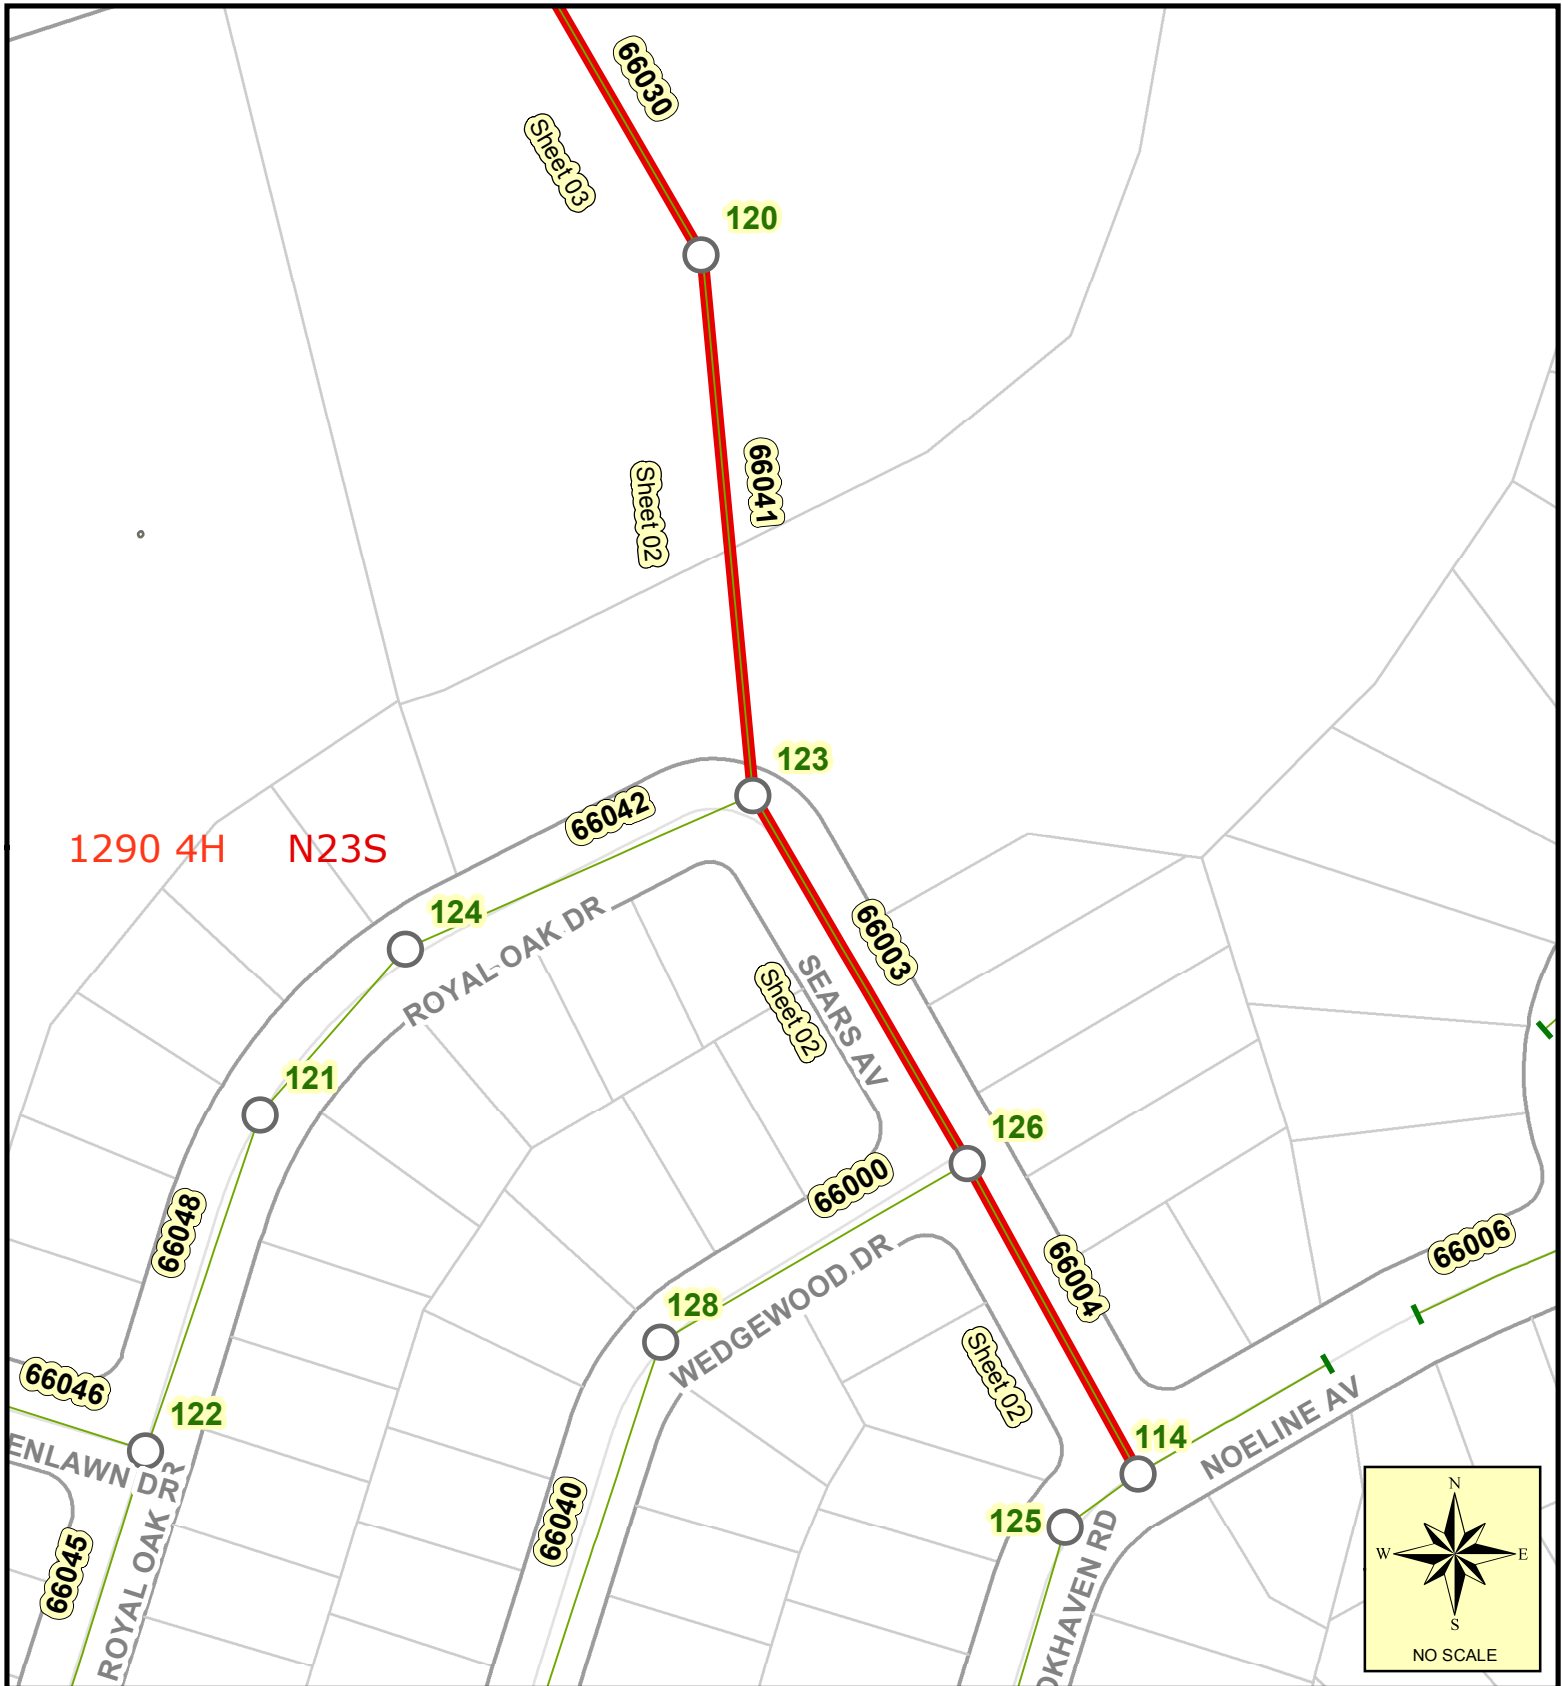 66030
Sheet 03
120
66041
Sheet 02
123
66042
1290 4H
N23S
124
ROYAL OAK DR
66003
SEARS AV
Sheet 02
121
126
66000
66048
WEDGEWOOD DR
66004
66006
128
Sheet 02
66046
122
114
NOELINE AV
ENLAWN DR
ROYAL OAK DR
66040
125
66045
OKHAVEN RD
N
W
E
S
NO SCALE